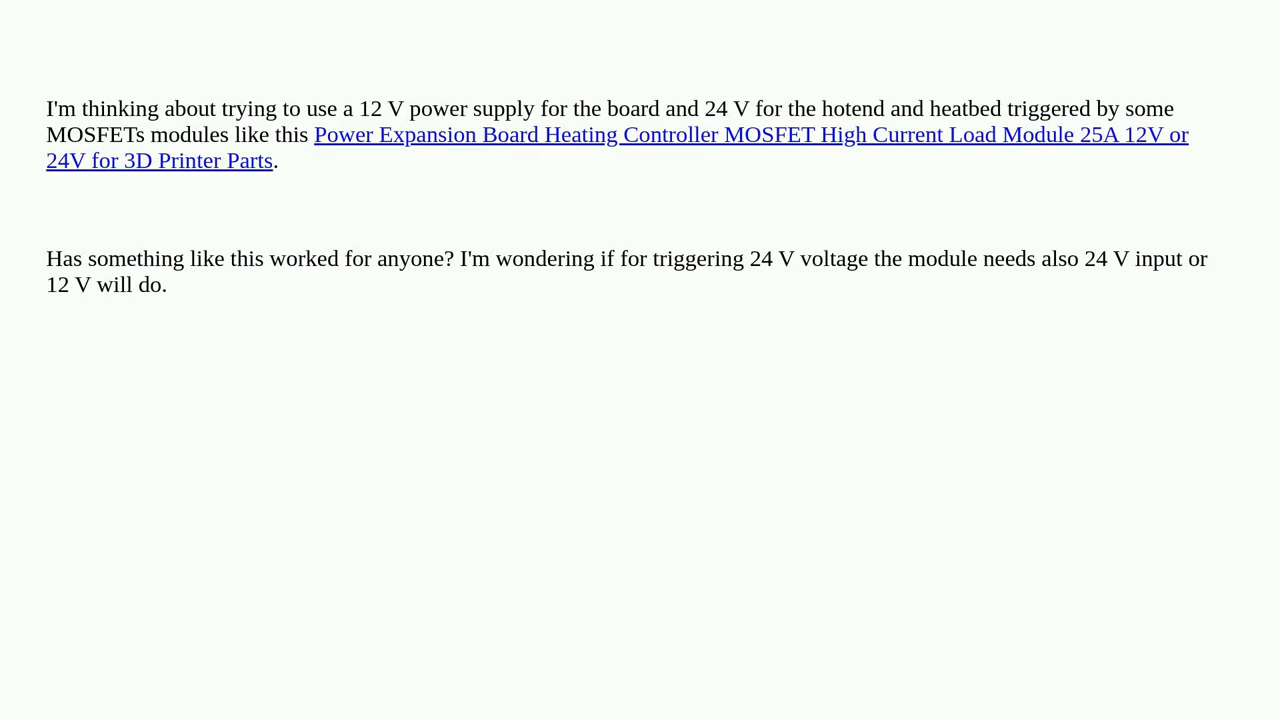 I'm thinking about trying to use a 12 V power supply for the board and 24 V for the hotend and heatbed triggered by some
MOSFETs modules like this Power Expansion Board Heating Controller MOSFET High Current Load Module 25A 12V or
24V for 3D Printer Parts.
Has something like this worked for anyone? I'm wondering if for triggering 24 V voltage the module needs also 24 V input or
12 V will do.